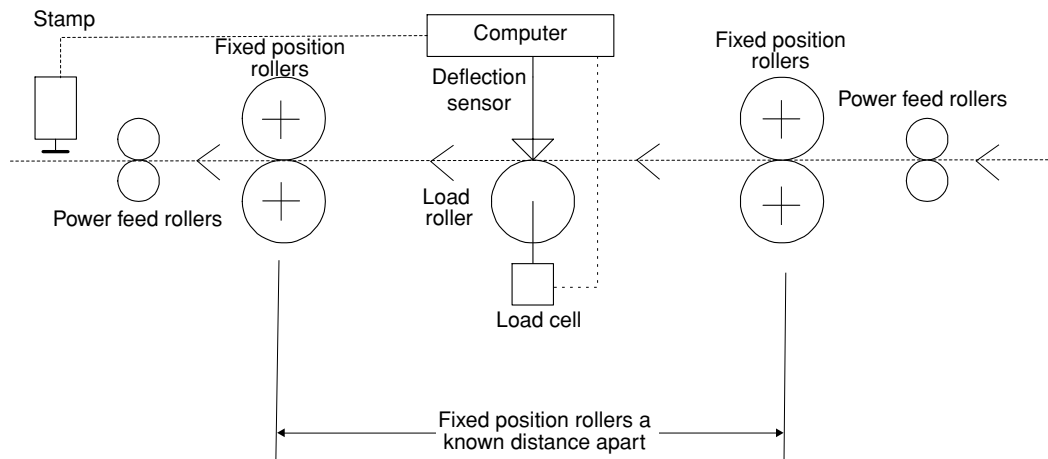 Stamp
Fixed position
rollers
Computer
Fixed position
rollers
Deflection
sensor
Power feed rollers
Power feed rollers
Load
roller
Load cell
Fixed position rollers a
known distance apart